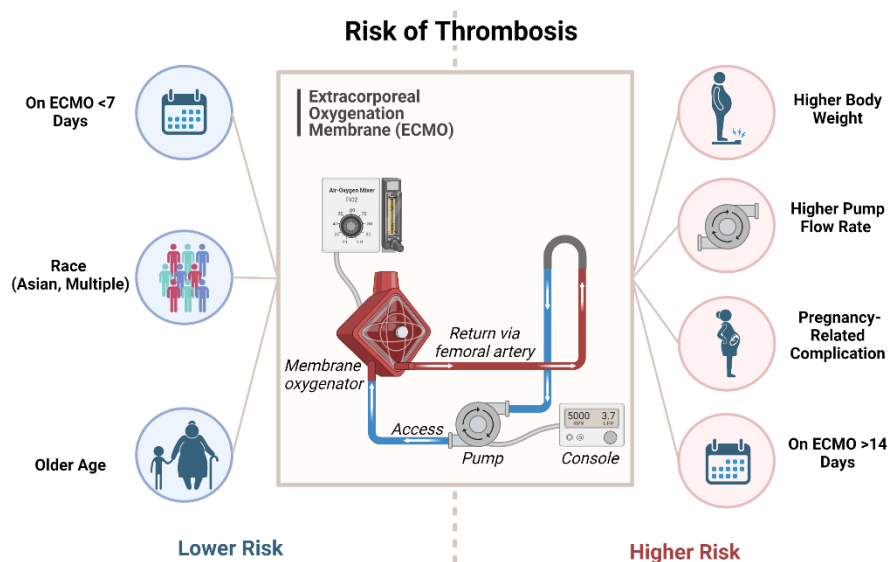 Risk of Thrombosis
On ECMO <7
Days
Race
(Asian, Multiple)
Older Age
Extracorporeal
Oxygenation
Membrane (ECMO)
Air-Oxygen Mixer
FiO2
Return via
femoral artery
Membrane
oxygenator
Access
Pump
5000 3.7
RPM LPM
Console
Higher Body
Weight
Higher Pump
Flow Rate
Pregnancy-
Related
Complication
On ECMO >14
Days
Lower Risk
Higher Risk